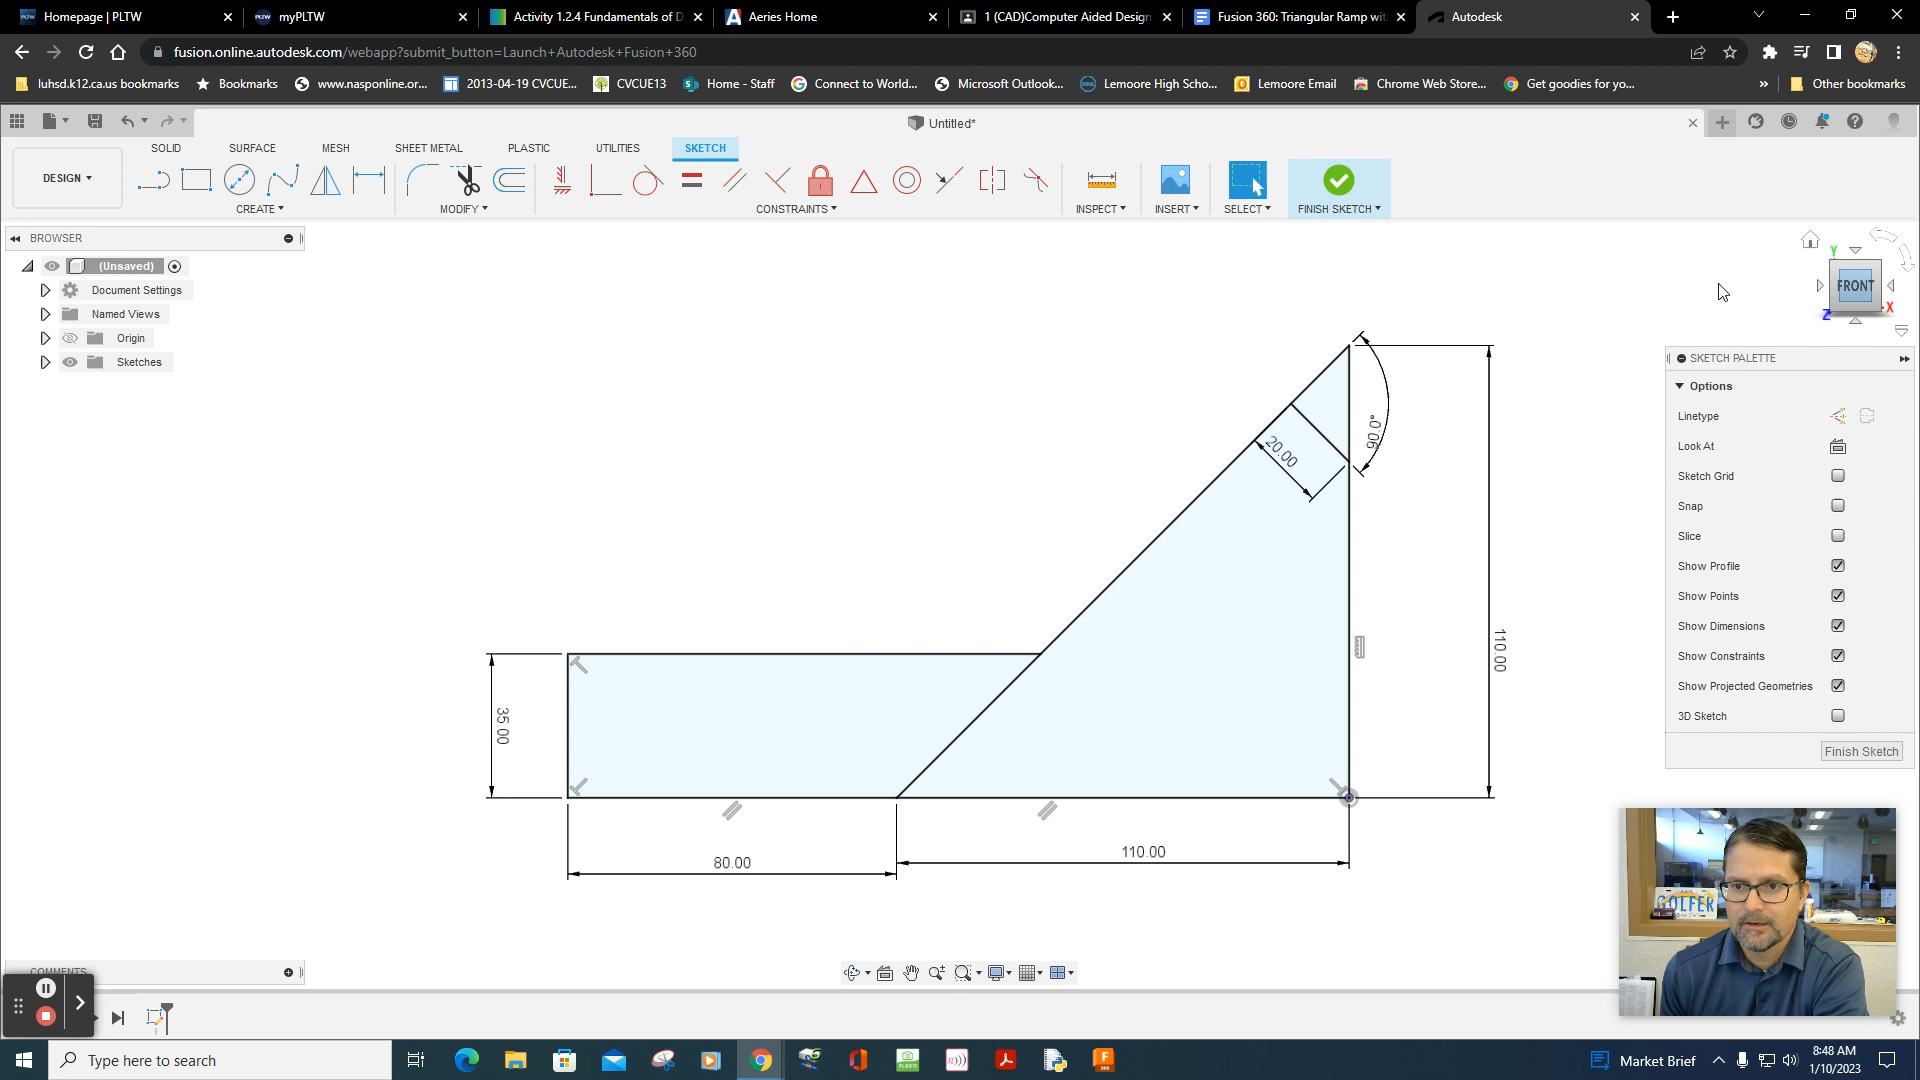 Homepage | PLTW
myPLTW
Activity 1.2.4 Fundamentals of D
Aeries Home
1 (CAD)Computer Aided Design
Fusion 360: Triangular Ramp wit
Autodesk
fusion.online.autodesk.com/webapp?submit_button=Launch+Autodesk+Fusion+360
luhsd.k12.ca.us bookmarks
Bookmarks
www.nasponline.or...
2013-04-19 CVCUE...
CVCUE13
Home - Staff
Connect to World...
Microsoft Outlook...
Lemoore High Scho...
Lemoore Email
Chrome Web Store...
Get goodies for yo...
»
Other bookmarks
Untitled*
SOLID
SURFACE
MESH
SHEET METAL
PLASTIC
UTILITIES
SKETCH
DESIGN
CREATE
MODIFY
CONSTRAINTS
INSPECT
INSERT
SELECT
FINISH SKETCH
BROWSER
(Unsaved)
Document Settings
Named Views
Origin
Sketches
Y
FRONT
X
Z
SKETCH PALETTE
Options
Linetype
Look At
Sketch Grid
Snap
Slice
Show Profile
Show Points
Show Dimensions
Show Constraints
Show Projected Geometries
3D Sketch
Finish Sketch
90.0°
20.00
110.00
35.00
110.00
80.00
GOLFER
COMMENTS
Type here to search
Market Brief
8:48 AM
1/10/2023